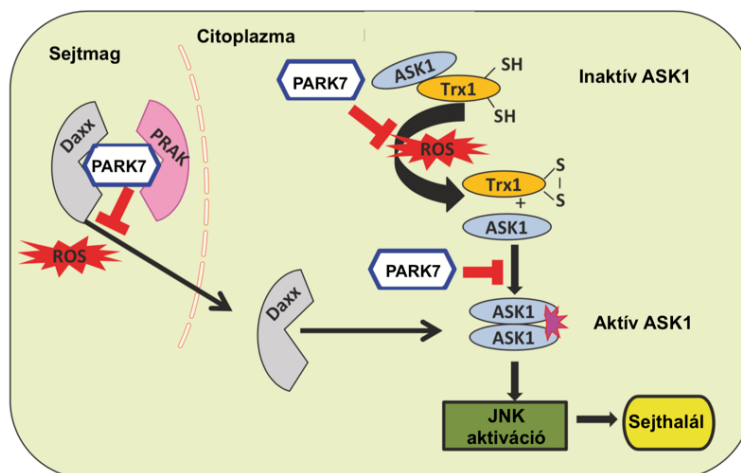 Sejtmag
Citoplazma
Daxx
PARK7
PRAK
ROS
PARK7
ASK1
Trx1
SH
SH
Inaktív ASK1
ROS
Trx1
S
S
+
ASK1
PARK7
Daxx
ASK1
ASK1
Aktív ASK1
JNK
aktiváció
Sejthalál